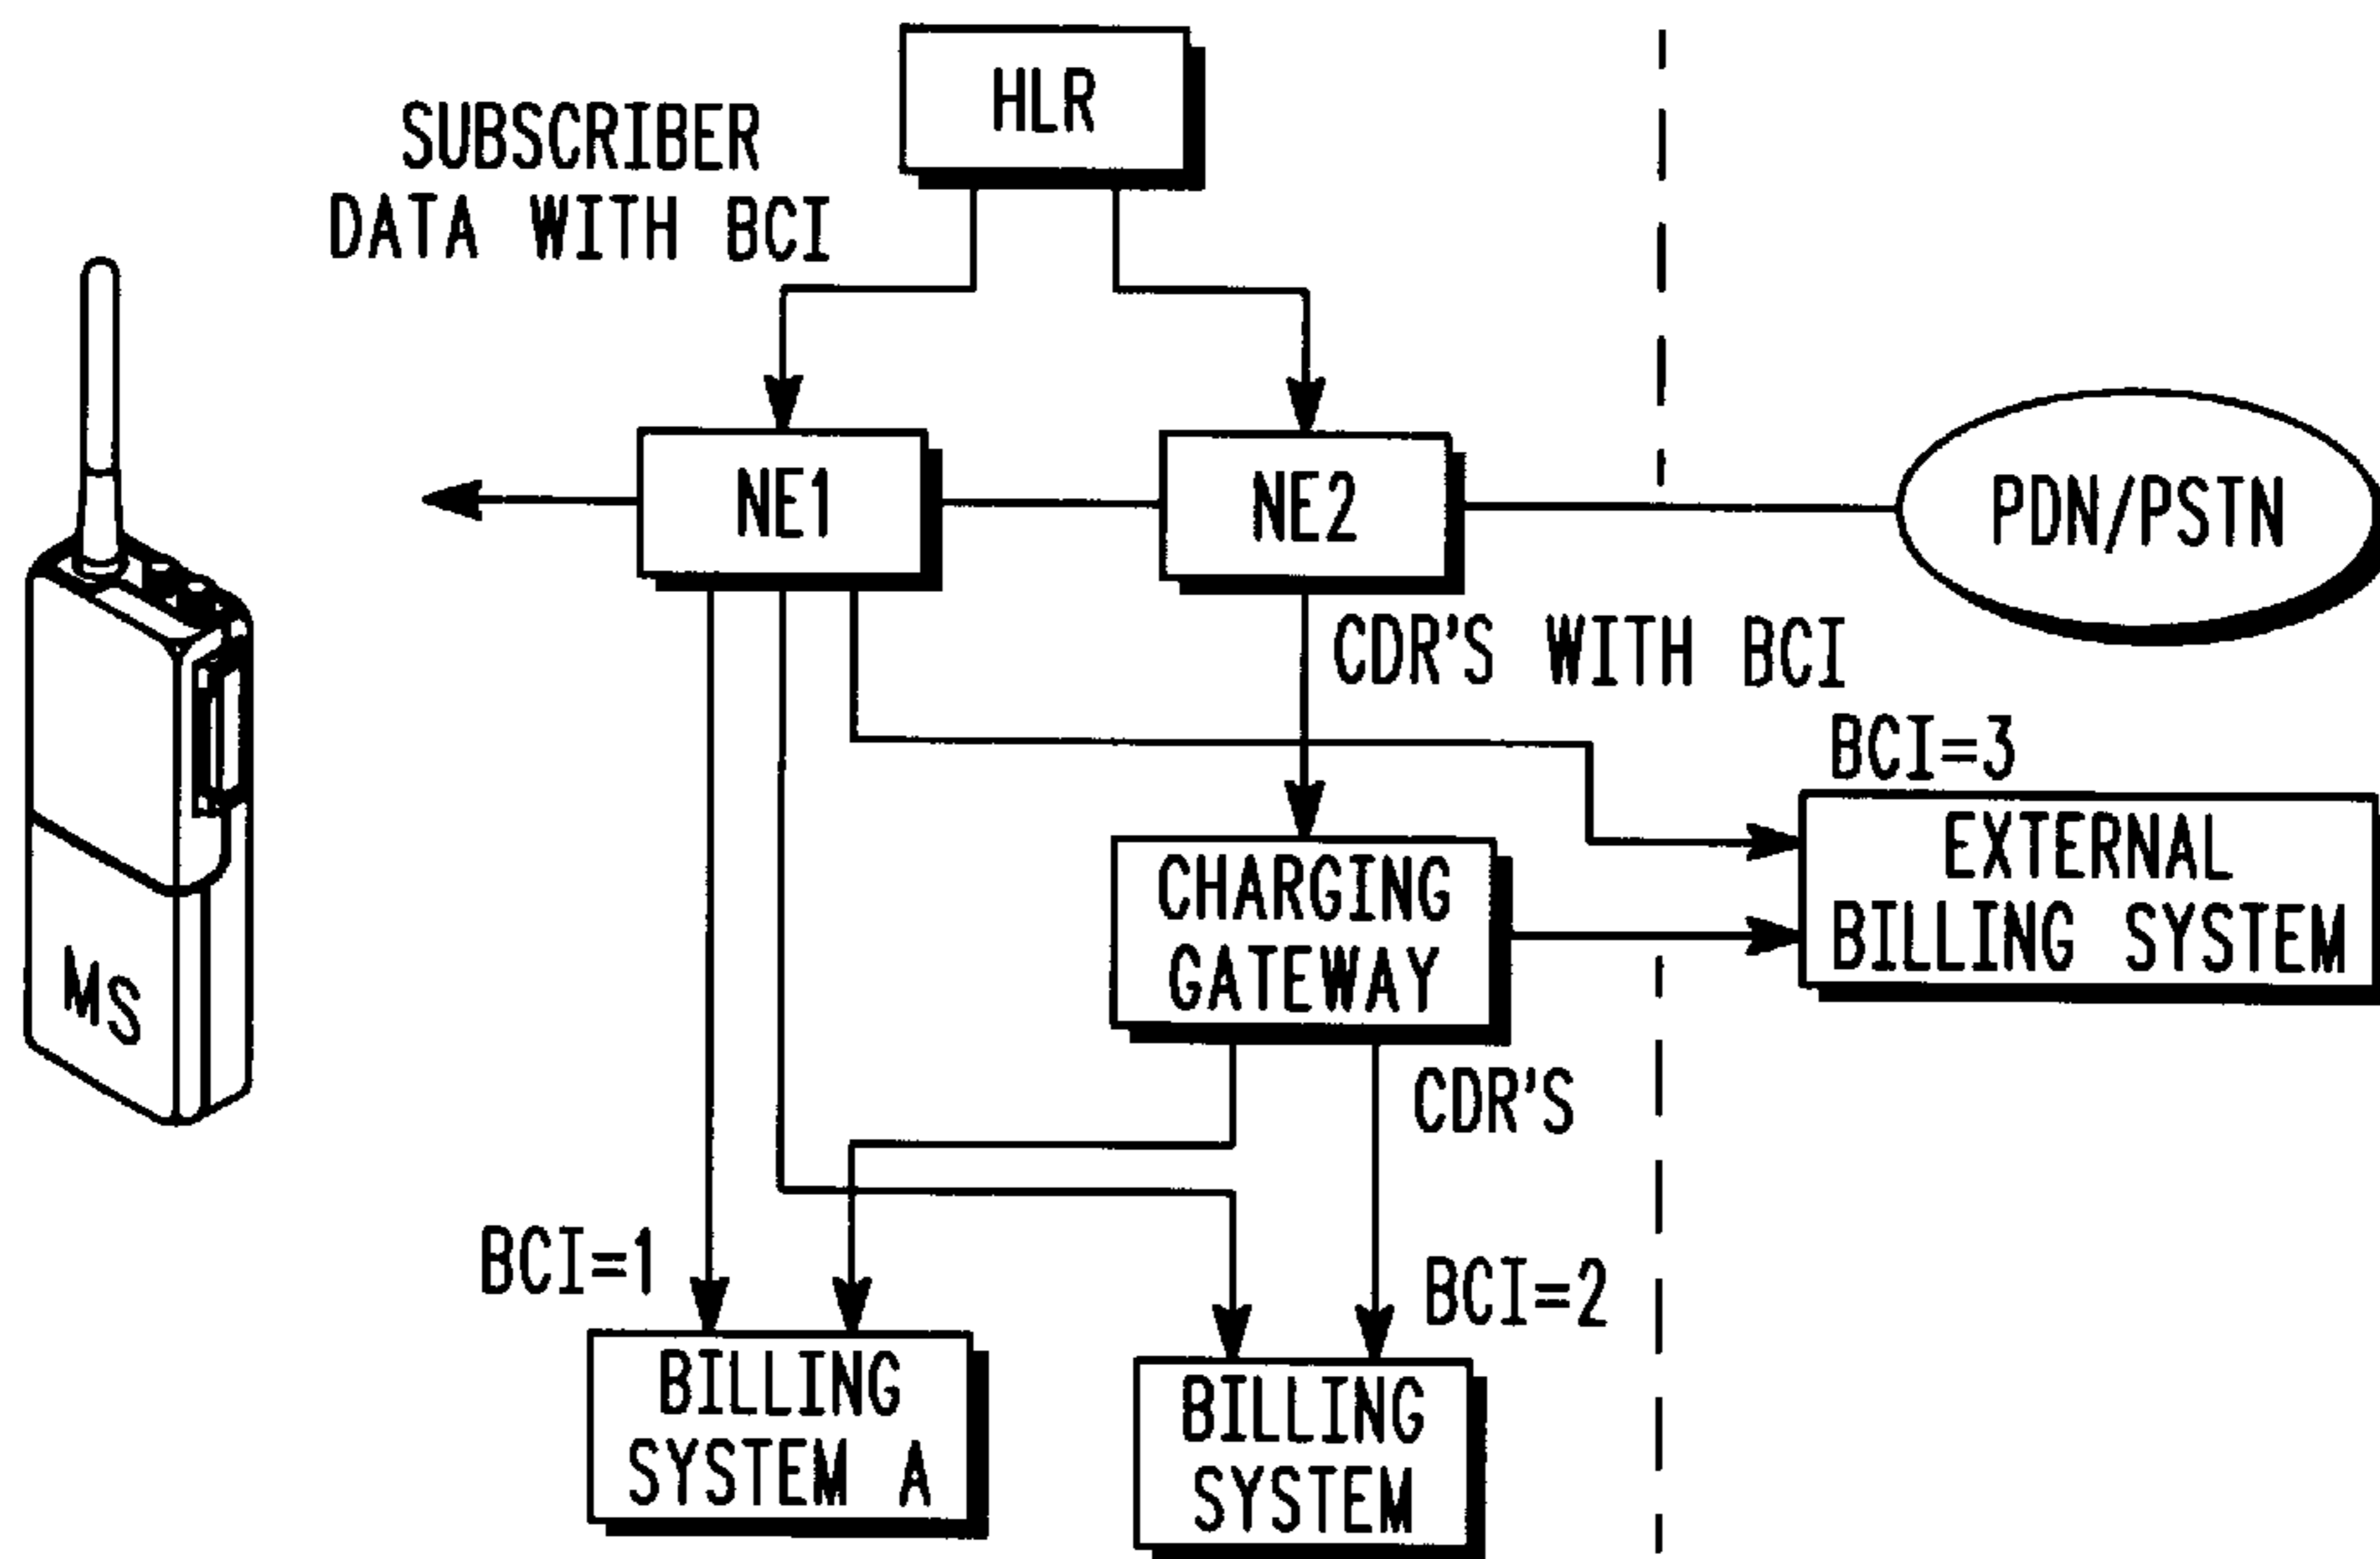 HLR
SUBSCRIBER
DATA WITH BCI
NE1
NE2
PDN/PSTN
CDR'S WITH BCI
BCI=3
EXTERNAL
BILLING SYSTEM
CHARGING
GATEWAY
MS
CDR'S
BCI=1
BCI=2
BILLING
SYSTEM A
BILLING
SYSTEM